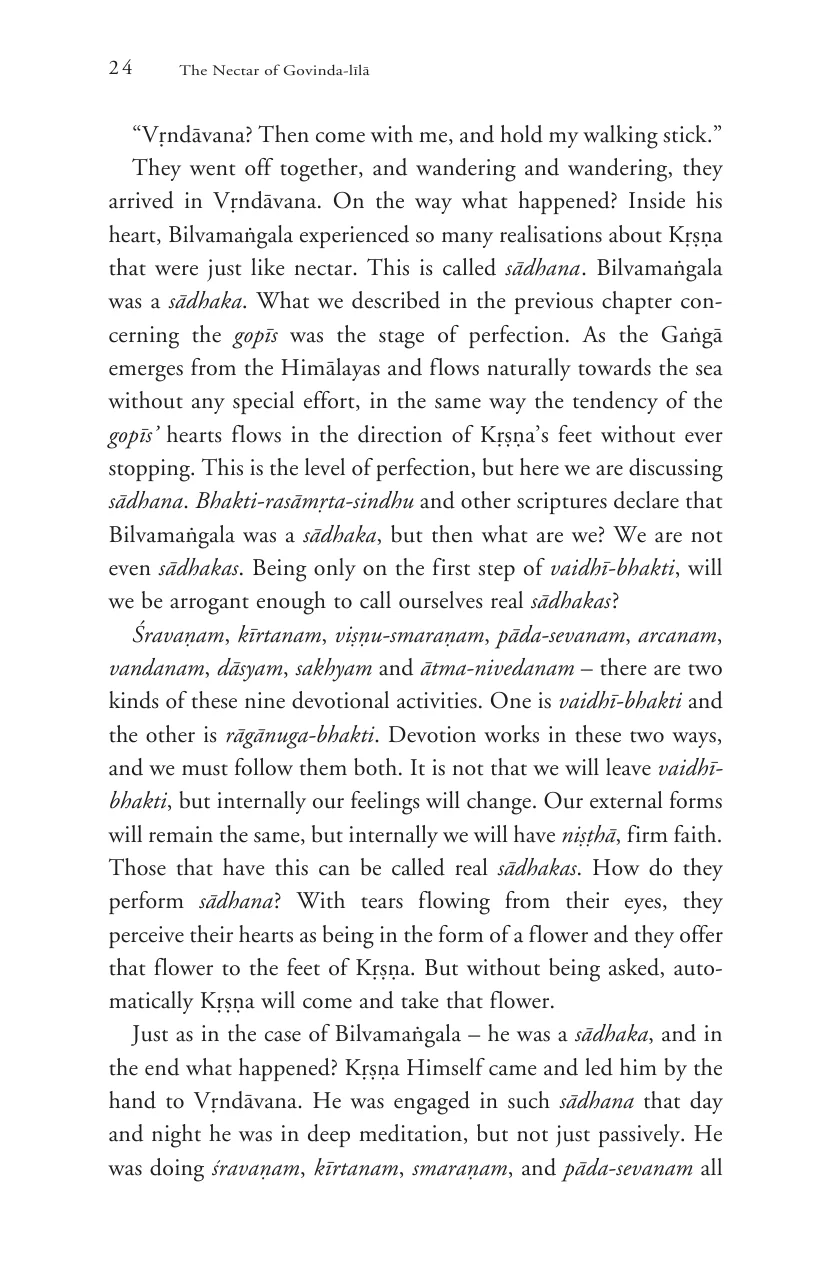 24 The Nectar of Govinda-līlā
“Vṛndāvana? Then come with me, and hold my walking stick.”
They went off together, and wandering and wandering, they
arrived in Vṛndāvana. On the way what happened? Inside his
heart, Bilvamaṅgala experienced so many realisations about Kṛṣṇa
that were just like nectar. This is called sādhana. Bilvamaṅgala
was a sādhaka. What we described in the previous chapter con-
cerning the gopīs was the stage of perfection. As the Gaṅgā
emerges from the Himālayas and flows naturally towards the sea
without any special effort, in the same way the tendency of the
gopīs’ hearts flows in the direction of Kṛṣṇa’s feet without ever
stopping. This is the level of perfection, but here we are discussing
sādhana. Bhakti-rasāmṛta-sindhu and other scriptures declare that
Bilvamaṅgala was a sādhaka, but then what are we? We are not
even sādhakas. Being only on the first step of vaidhī-bhakti, will
we be arrogant enough to call ourselves real sādhakas?
Śravaṇam, kīrtanam, viṣṇu-smaraṇam, pāda-sevanam, arcanam,
vandanam, dāsyam, sakhyam and ātma-nivedanam – there are two
kinds of these nine devotional activities. One is vaidhī-bhakti and
the other is rāgānuga-bhakti. Devotion works in these two ways,
and we must follow them both. It is not that we will leave vaidhī-
bhakti, but internally our feelings will change. Our external forms
will remain the same, but internally we will have niṣṭhā, firm faith.
Those that have this can be called real sādhakas. How do they
perform sādhana? With tears flowing from their eyes, they
perceive their hearts as being in the form of a flower and they offer
that flower to the feet of Kṛṣṇa. But without being asked, auto-
matically Kṛṣṇa will come and take that flower.
Just as in the case of Bilvamaṅgala – he was a sādhaka, and in
the end what happened? Kṛṣṇa Himself came and led him by the
hand to Vṛndāvana. He was engaged in such sādhana that day
and night he was in deep meditation, but not just passively. He
was doing śravaṇam, kīrtanam, smaraṇam, and pāda-sevanam all